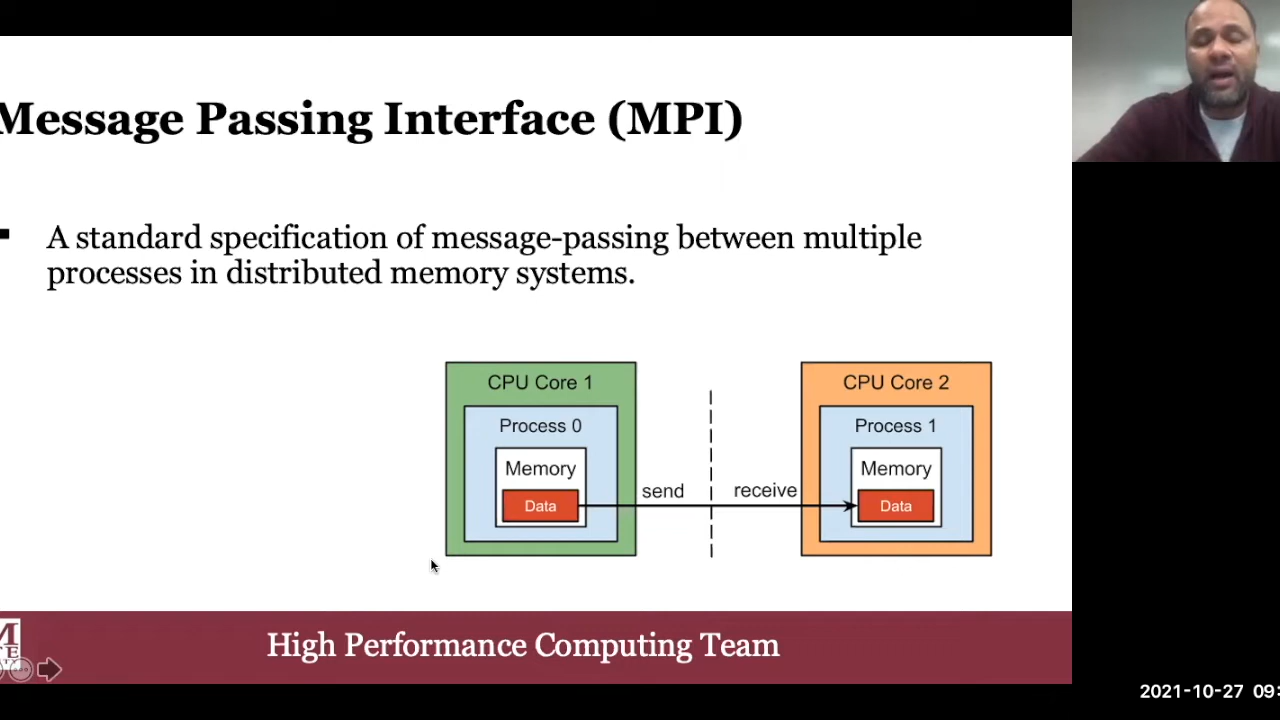 Message Passing Interface (MPI)
A standard specification of message-passing between multiple
processes in distributed memory systems.
CPU Core 1
Process 0
Memory
Data
send
receive
CPU Core 2
Process 1
Memory
Data
High Performance Computing Team
2021-10-27 09: